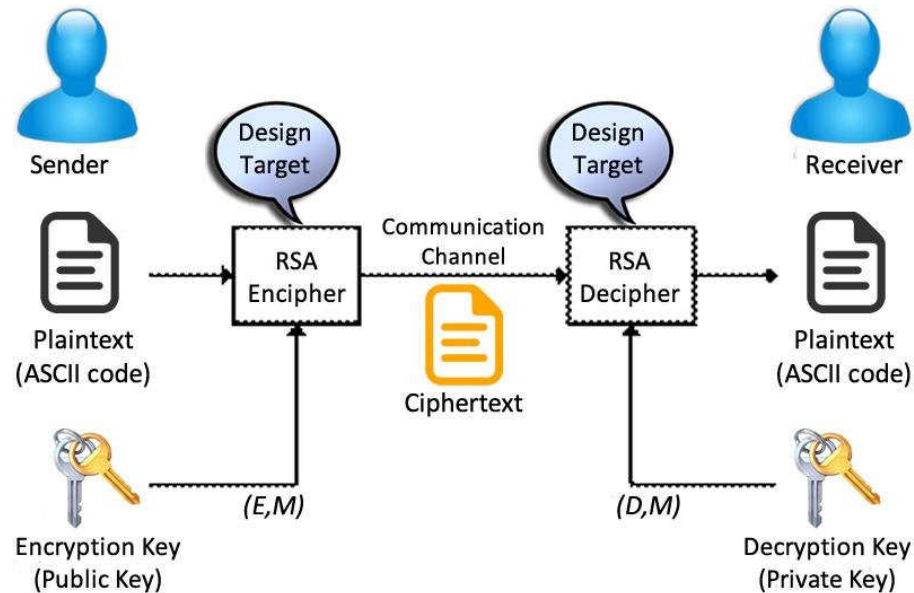 Sender
Design
Target
Design
Target
Receiver
Plaintext
(ASCII code)
RSA
Encipher
Communication
Channel
Ciphertext
RSA
Decipher
Plaintext
(ASCII code)
Encryption Key
(Public Key)
(E,M)
(D,M)
Decryption Key
(Private Key)